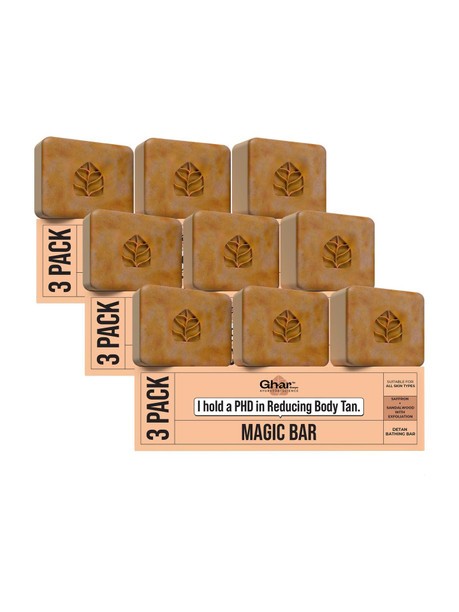 3 PACK
3 PACK
3 PACK
Ghar
I hold a PHD in Reducing Body Tan.
MAGIC BAR
SUITABLE FOR
ALL SKIN TYPES
SAFFRON
+
SANDALWOOD
WITH
EXFOLIATION
DETAN
BATHING BAR